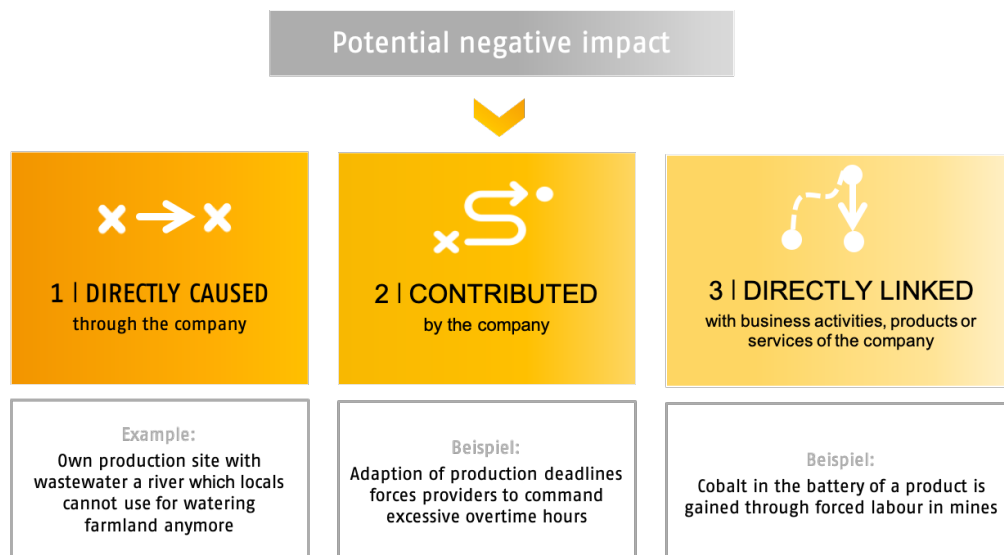 Potential negative impact
1 | DIRECTLY CAUSED
through the company
2 | CONTRIBUTED
by the company
3 | DIRECTLY LINKED
with business activities, products or
services of the company
Example:
Own production site with
wastewater a river which locals
cannot use for watering
farmland anymore
Beispiel:
Adaption of production deadlines
forces providers to command
excessive overtime hours
Beispiel:
Cobalt in the battery of a product is
gained through forced labour in mines